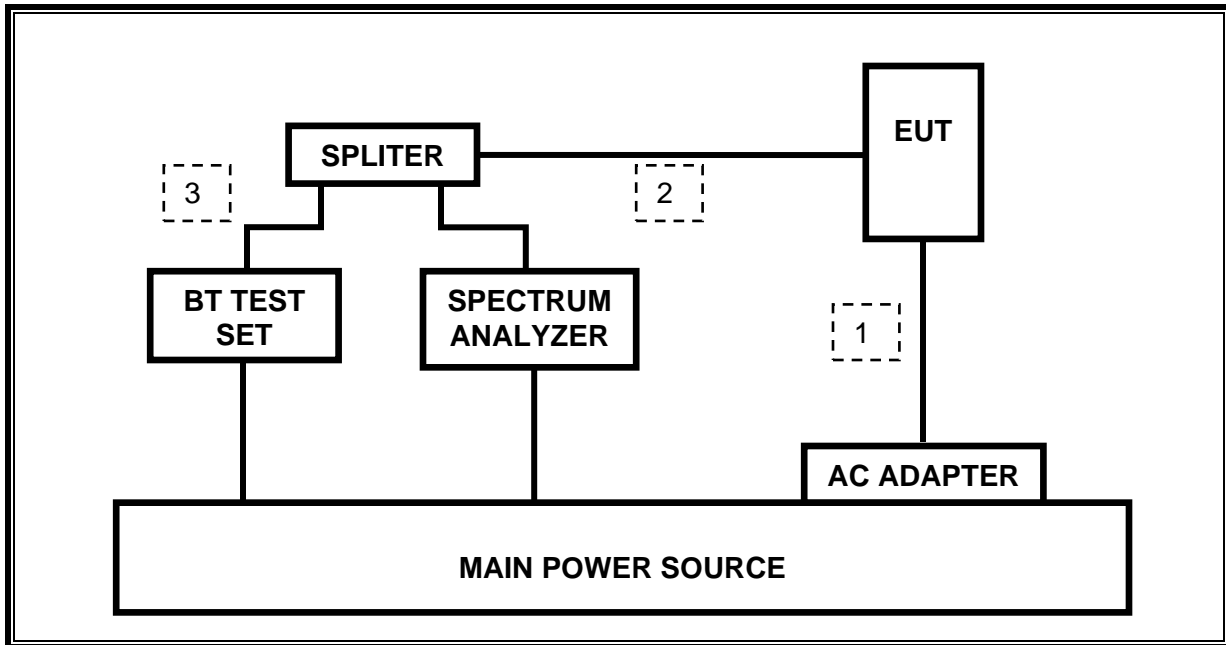 EUT
SPLITER
3
2
BT TEST
SET
SPECTRUM
ANALYZER
1
AC ADAPTER
MAIN POWER SOURCE